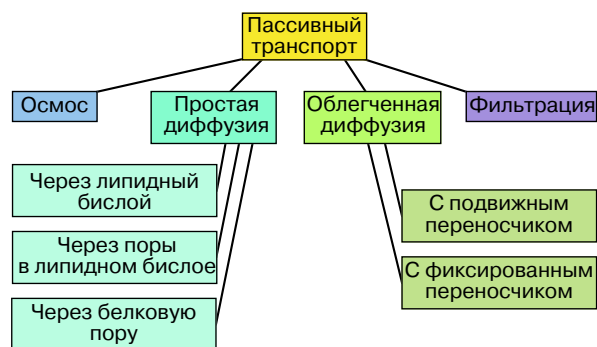 Пассивный
транспорт
Осмос
Простая
диффузия
Облегченная
диффузия
Фильтрация
Через липидный
бислой
Через поры
в липидном бислое
Через белковую
пору
С подвижным
переносчиком
С фиксированным
переносчиком